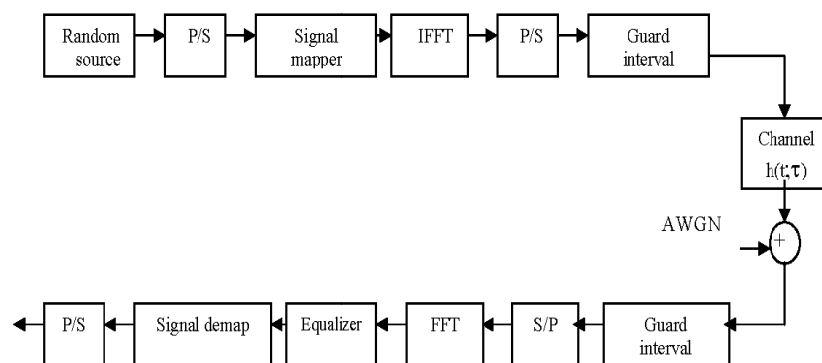 Random source
P/S
Signal mapper
IFFT
P/S
Guard interval
Channel h(t;τ)
AWGN
+
P/S
Signal demap
Equalizer
FFT
S/P
Guard interval